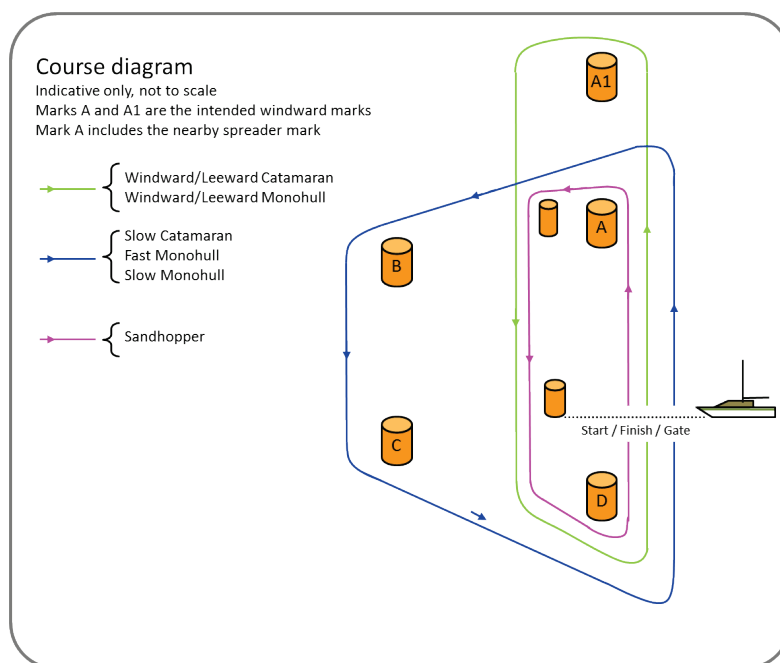 Course diagram
Indicative only, not to scale
Marks A and A1 are the intended windward marks
Mark A includes the nearby spreader mark
Windward/Leeward Catamaran
Windward/Leeward Monohull
Slow Catamaran
Fast Monohull
Slow Monohull
Sandhopper
A1
A
B
C
Start / Finish / Gate
D